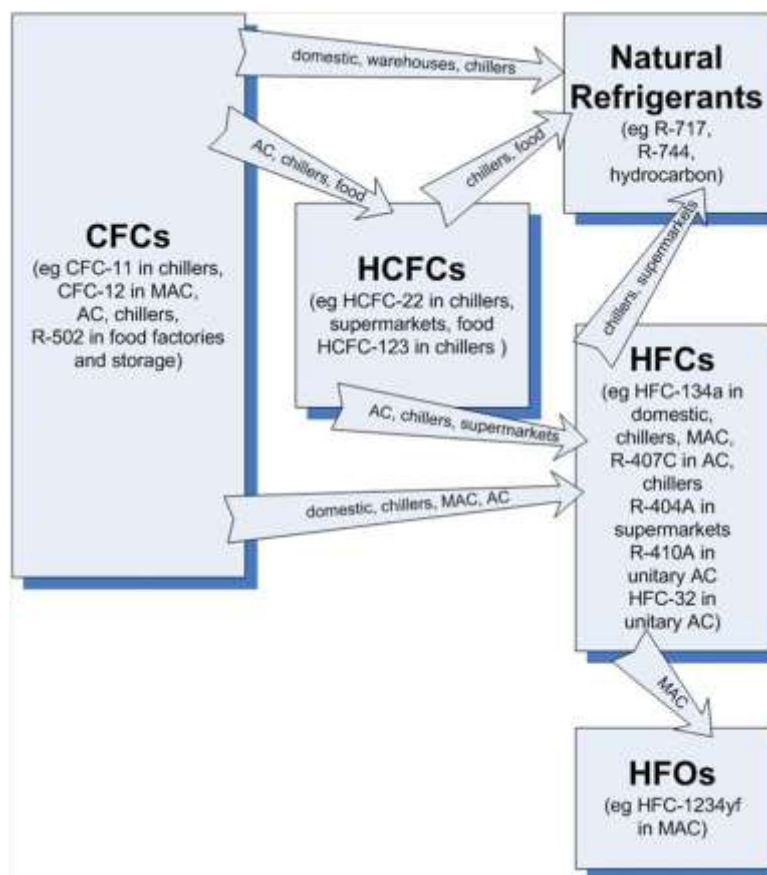 CFCs
(eg CFC-11 in chillers,
CFC-12 in MAC,
AC, chillers,
R-502 in food factories
and storage)
domestic, warehouses, chillers
AC, chillers, food
chillers, food
Natural
Refrigerants
(eg R-717,
R-744,
hydrocarbon)
HCFCs
(eg HCFC-22 in chillers,
supermarkets, food
HCFC-123 in chillers )
chillers, supermarkets
AC, chillers, supermarkets
domestic, chillers, MAC, AC
HFCs
(eg HFC-134a in
domestic,
chillers, MAC,
R-407C in AC,
chillers
R-404A in
supermarkets
R-410A in
unitary AC
HFC-32 in
unitary AC)
MAC
HFOs
(eg HFC-1234yf
in MAC)